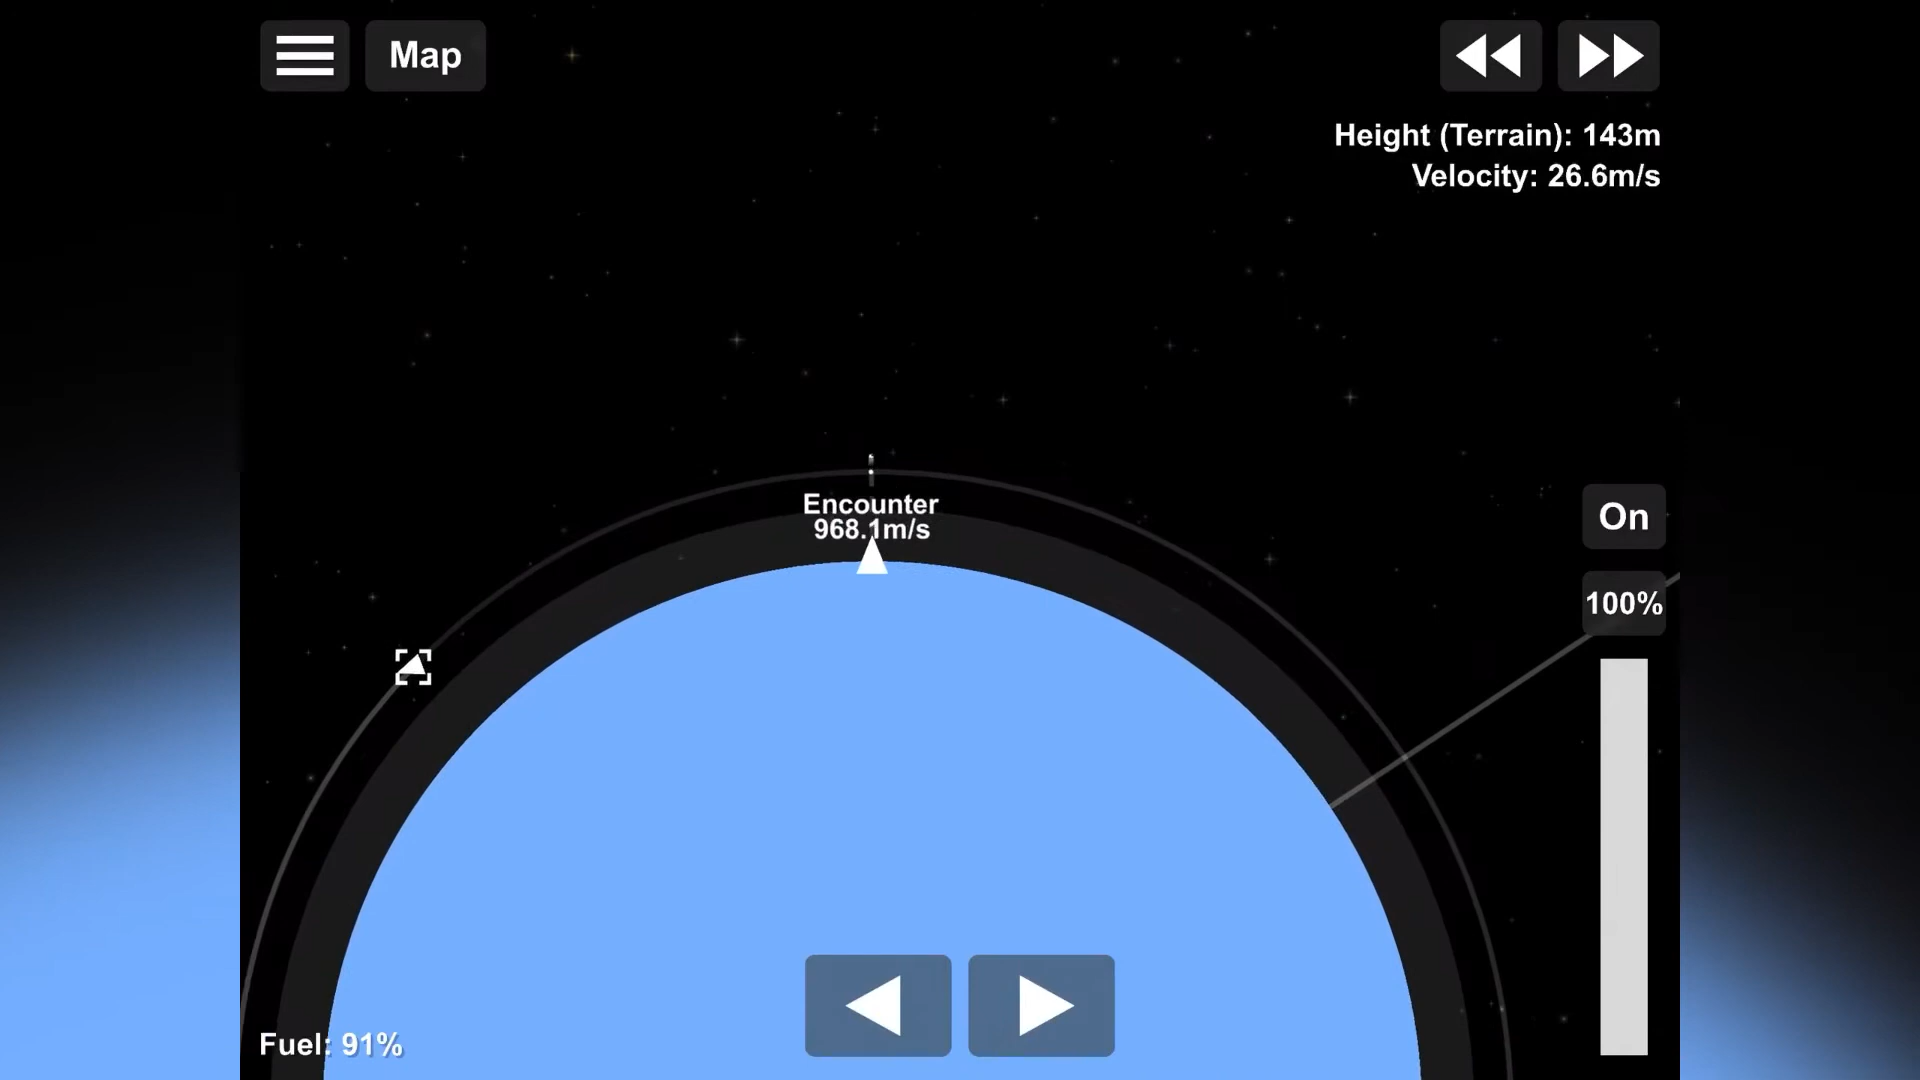 Map
Height (Terrain): 143m
Velocity: 26.6m/s
Encounter
968.1m/s
On
100%
Fuel: 91%